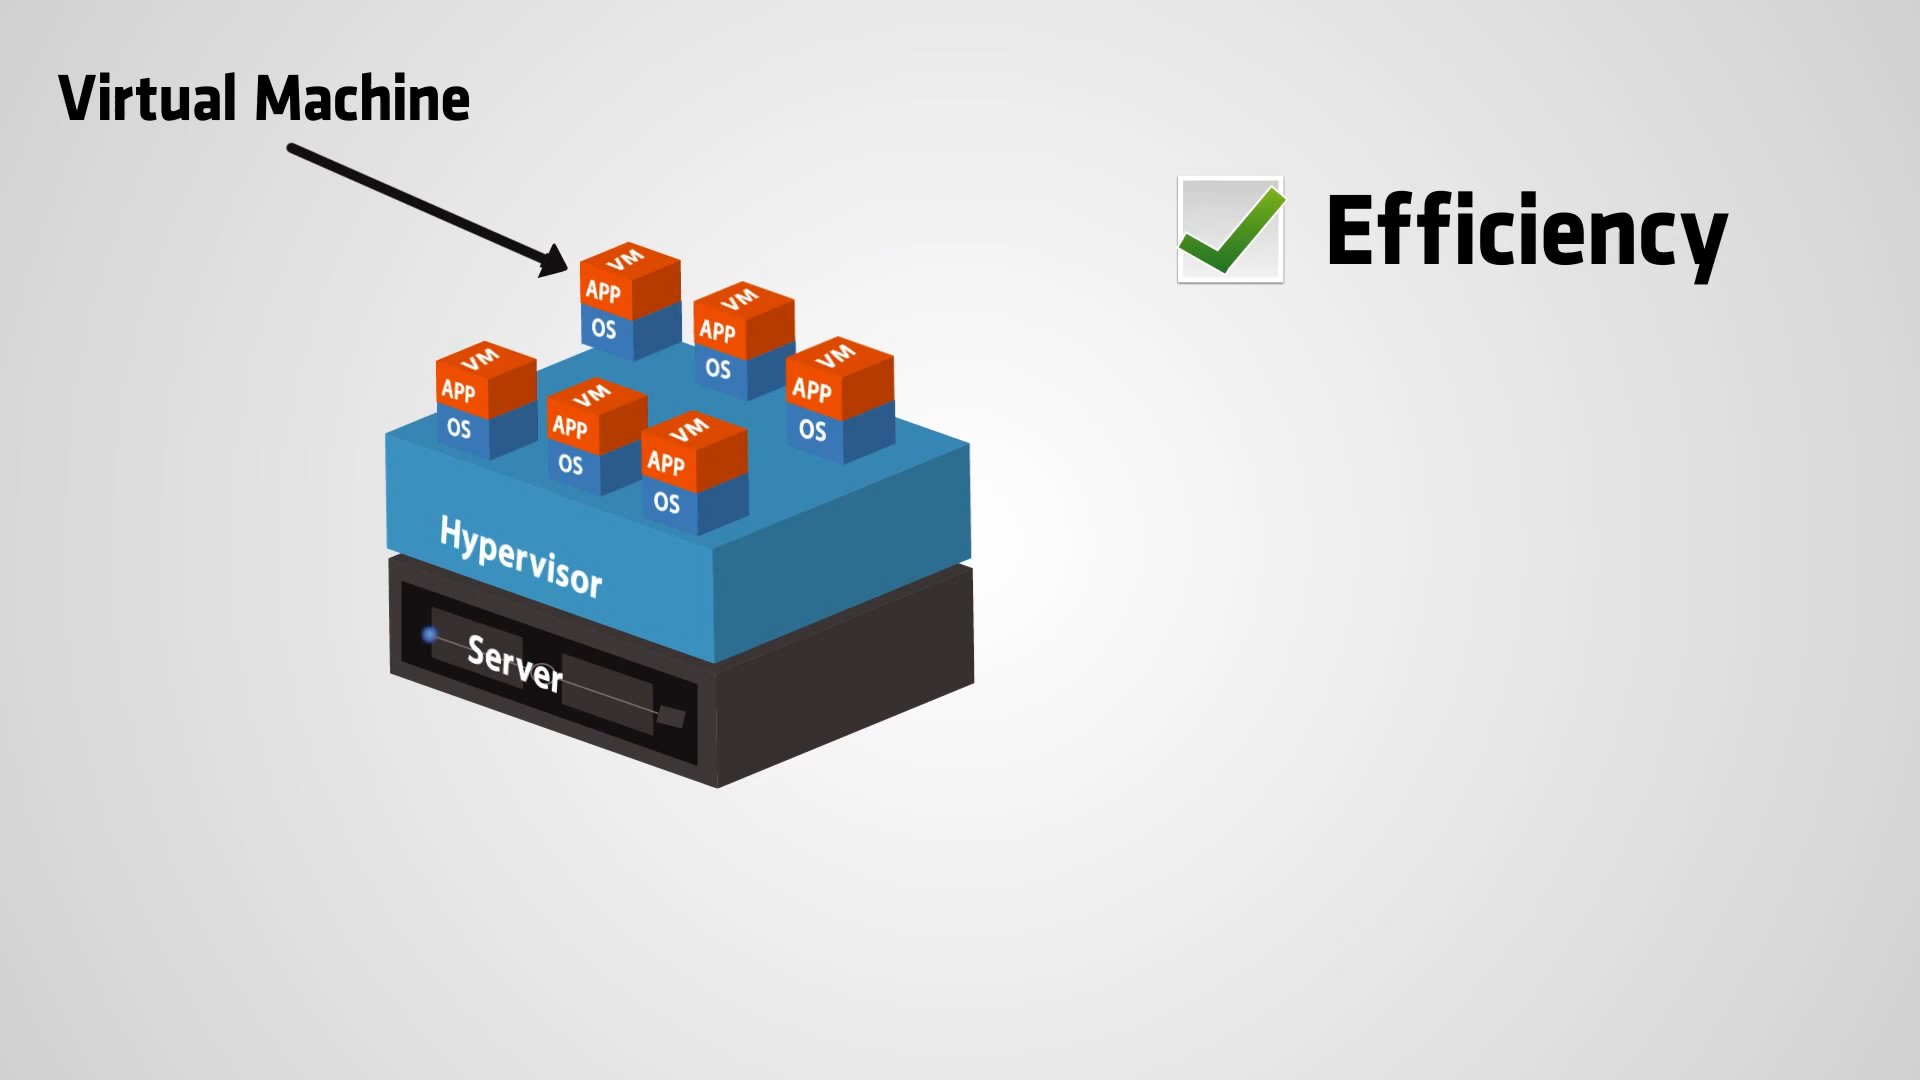 Virtual Machine
Efficiency
VM
APP
OS
VM
APP
OS
VM
APP
OS
VM
APP
OS
VM
APP
OS
VM
APP
OS
Hypervisor
Server